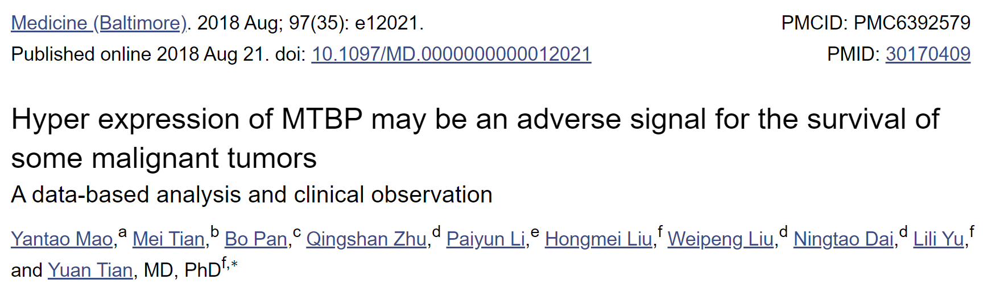 Medicine (Baltimore). 2018 Aug; 97(35): e12021. PMCID: PMC6392579
Published online 2018 Aug 21. doi: 10.1097/MD.0000000000012021 PMID: 30170409
Hyper expression of MTBP may be an adverse signal for the survival of
some malignant tumors
A data-based analysis and clinical observation
Yantao Mao,a Mei Tian,b Bo Pan,c Qingshan Zhu,d Paiyun Li,e Hongmei Liu,f Weipeng Liu,d Ningtao Dai,d Lili Yu,f
and Yuan Tian, MD, PhDf,*